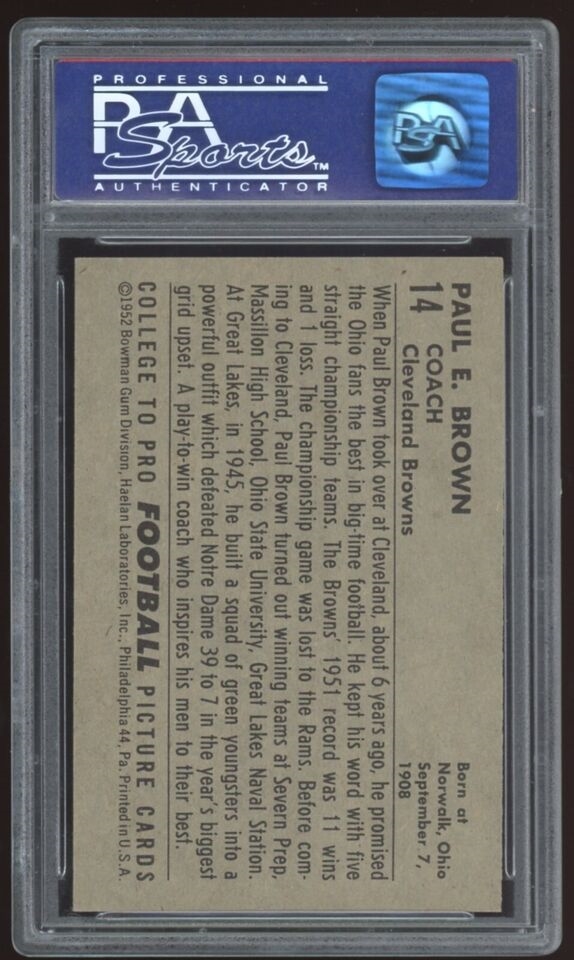 PROFESSIONAL
PSA
Sports™
AUTHENTICATOR
PSA
PAUL E. BROWN
14 COACH
Cleveland Browns
Born at
Norwalk, Ohio
September 7,
1908
When Paul Brown took over at Cleveland, about 6 years ago, he promised
the Ohio fans the best in big-time football. He kept his word with five
straight championship teams. The Browns' 1951 record was 11 wins
and 1 loss. The championship game was lost to the Rams. Before com-
ing to Cleveland, Paul Brown turned out winning teams at Severn Prep,
Massillon High School, Ohio State University, Great Lakes Naval Station.
At Great Lakes, in 1945, he built a squad of green youngsters into a
powerful outfit which defeated Notre Dame 39 to 7 in the year's biggest
grid upset. A play-to-win coach who inspires his men to their best.
COLLEGE TO PRO FOOTBALL PICTURE CARDS
©1952 Bowman Gum Division, Haelan Laboratories, Inc., Philadelphia 44, Pa. Printed in U.S.A.